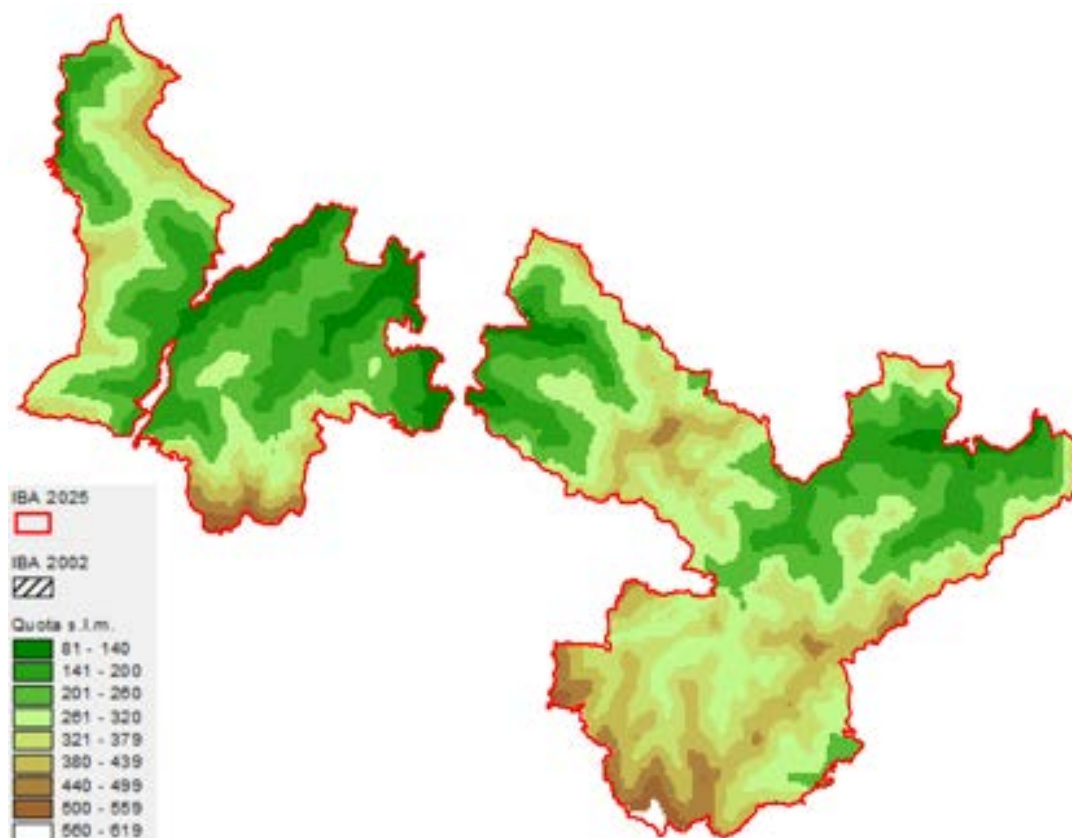 IBA 2025
IBA 2002
Quota s.l.m.
81 - 140
141 - 200
201 - 260
261 - 320
321 - 379
380 - 439
440 - 499
500 - 559
560 - 619